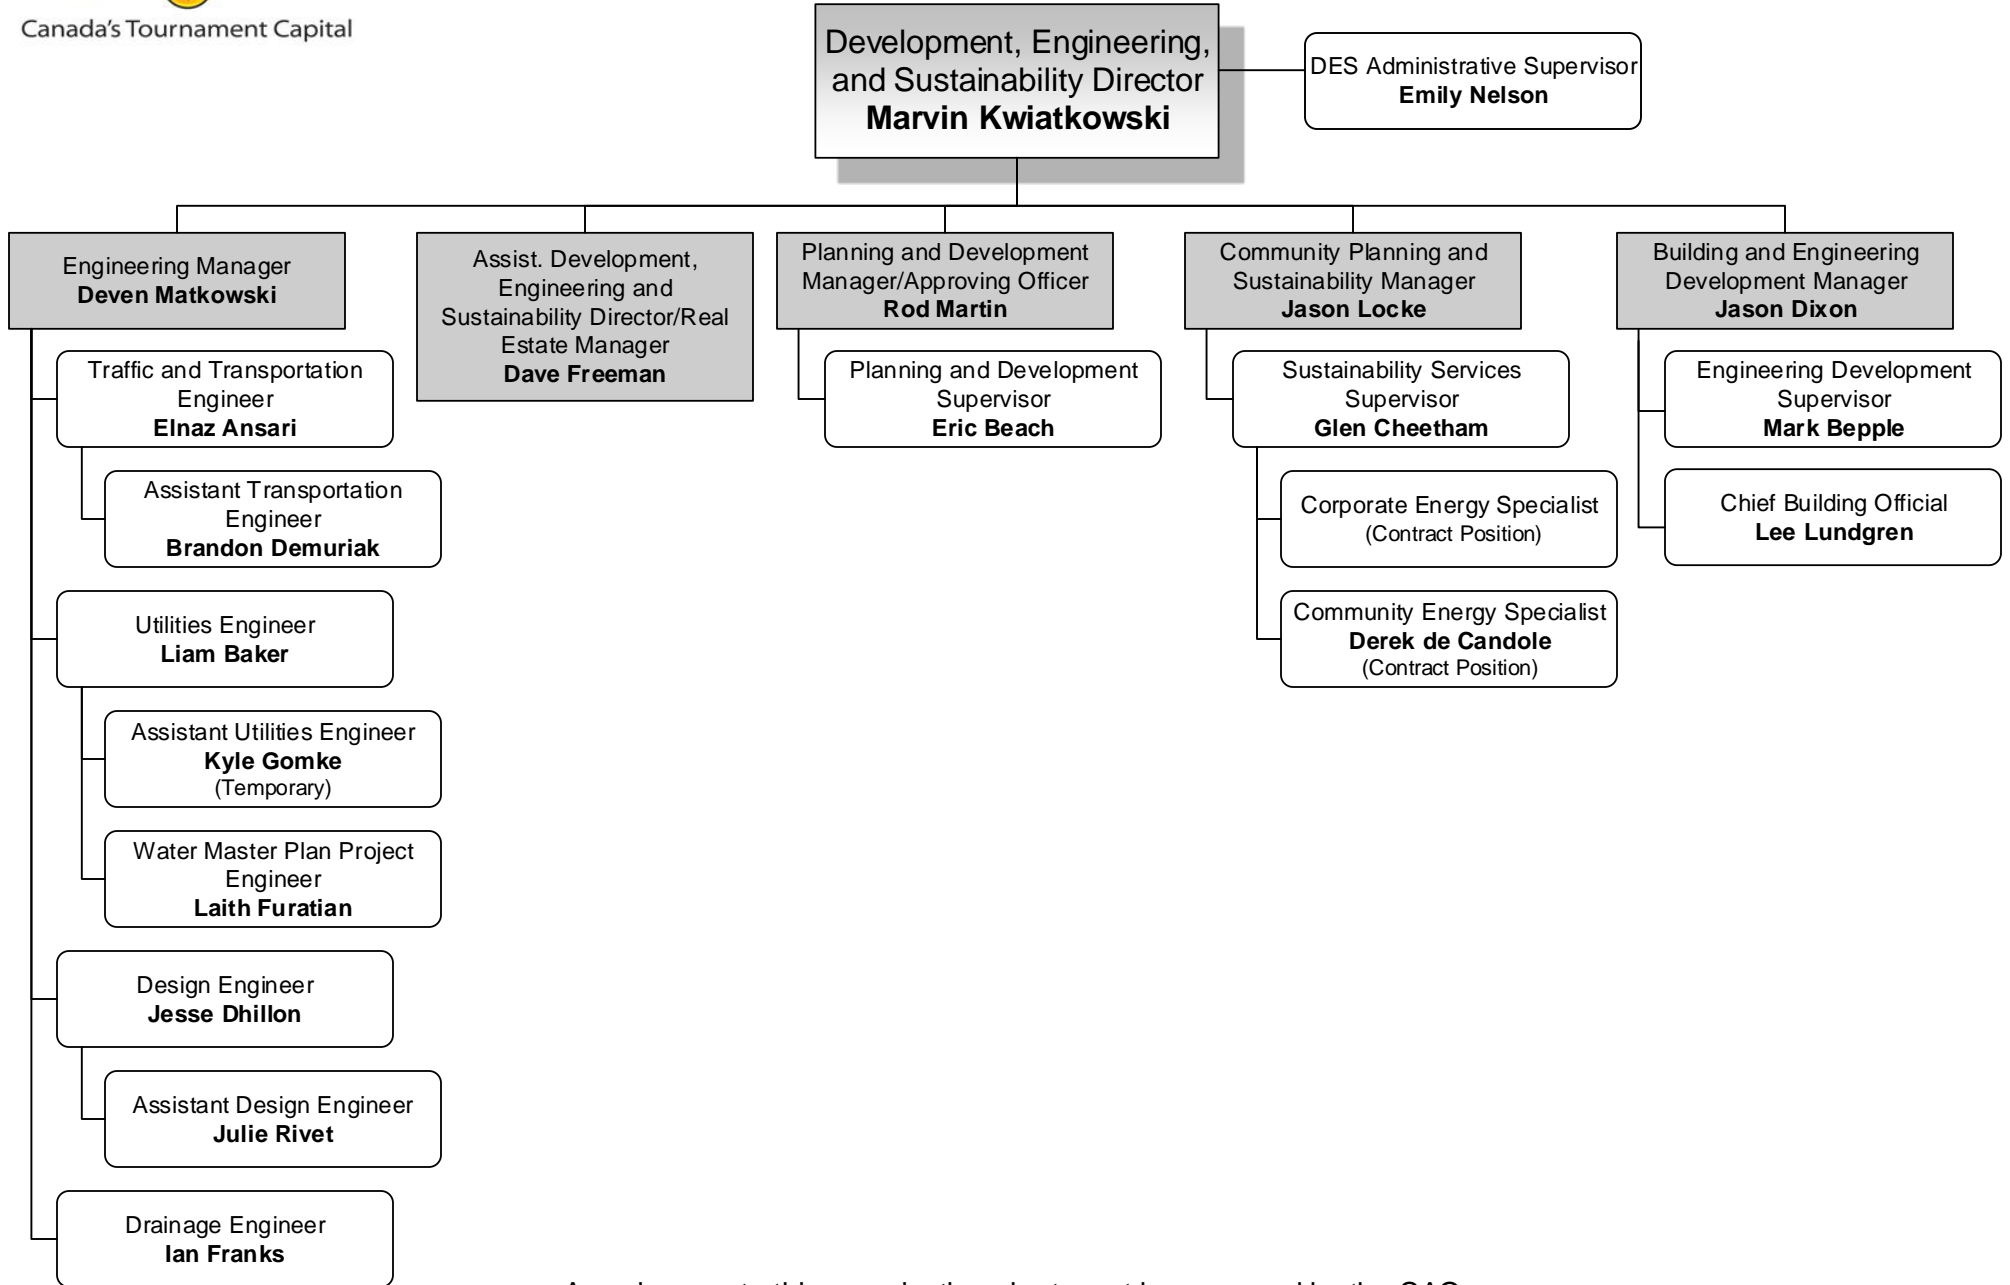 Canada's Tournament Capital
Development, Engineering,
and Sustainability Director
Marvin Kwiatkowski
DES Administrative Supervisor
Emily Nelson
Engineering Manager
Deven Matkowski
Traffic and Transportation
Engineer
Elnaz Ansari
Assistant Transportation
Engineer
Brandon Demuriak
Utilities Engineer
Liam Baker
Assistant Utilities Engineer
Kyle Gomke
(Temporary)
Water Master Plan Project
Engineer
Laith Furatian
Design Engineer
Jesse Dhillon
Assistant Design Engineer
Julie Rivet
Drainage Engineer
Ian Franks
Assist. Development,
Engineering and
Sustainability Director/Real
Estate Manager
Dave Freeman
Planning and Development
Manager/Approving Officer
Rod Martin
Planning and Development
Supervisor
Eric Beach
Community Planning and
Sustainability Manager
Jason Locke
Sustainability Services
Supervisor
Glen Cheetham
Corporate Energy Specialist
(Contract Position)
Community Energy Specialist
Derek de Candole
(Contract Position)
Building and Engineering
Development Manager
Jason Dixon
Engineering Development
Supervisor
Mark Bepple
Chief Building Official
Lee Lundgren